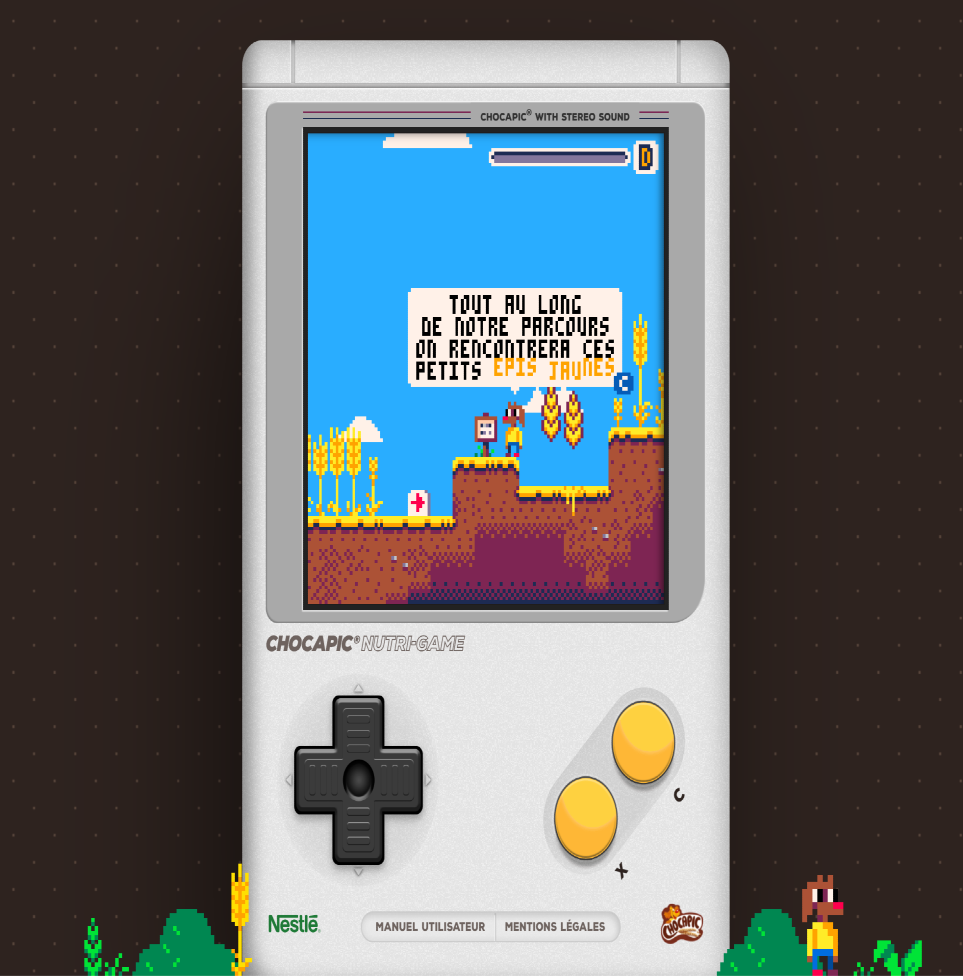 CHOCAPIC® WITH STEREO SOUND
D
TOUT AU LONG
DE NOTRE PARCOURS
ON RENCONTRERA CES
PETITS EPIS JAUNES
C
CHOCAPIC® NUTRI-GAME
C
X
Nestlé
MANUEL UTILISATEUR
MENTIONS LÉGALES
CHOCAPIC